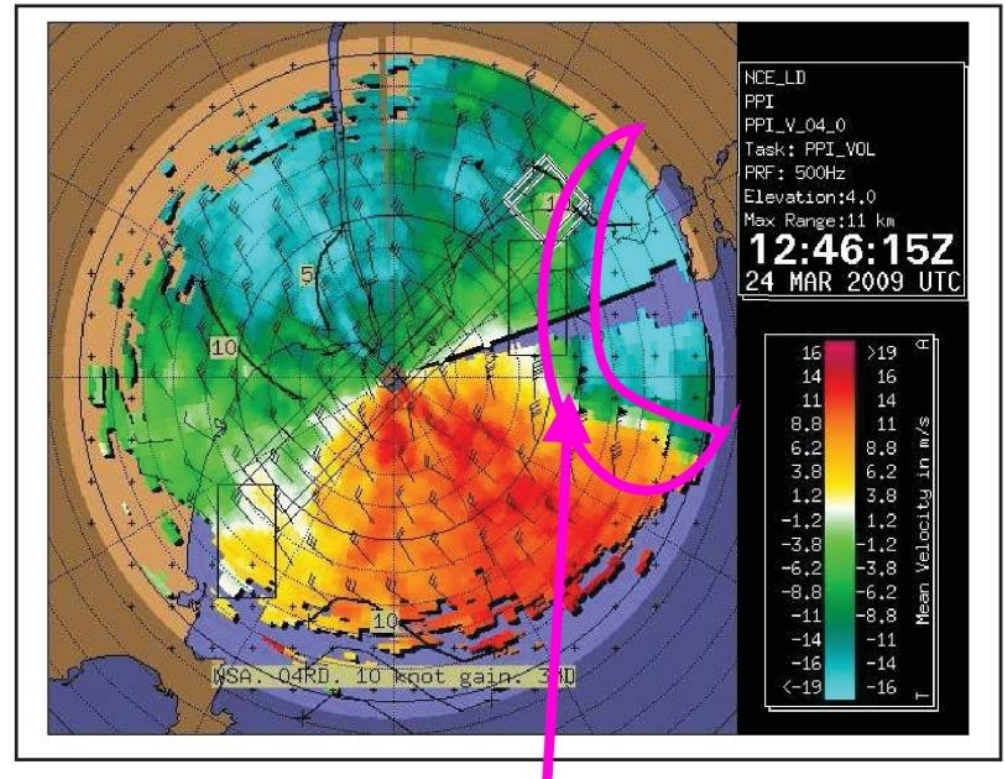 NCE_LD
PPI
PPI_V_04_0
Task: PPI_VOL
PRF: 500Hz
Elevation:4.0
Max Range:11 km
12:46:15Z
24 MAR 2009 UTC
10
5
10
10
NSA. 04RD. 10 knot gain. 3MD
16 >19
14 16
11 14
8.8 11
6.2 8.8
3.8 6.2
1.2 3.8
-1.2 1.2
-3.8 -1.2
-6.2 -3.8
-8.8 -6.2
-11 -8.8
-14 -11
-16 -14
<-19 -16
T Mean Velocity in m/s A